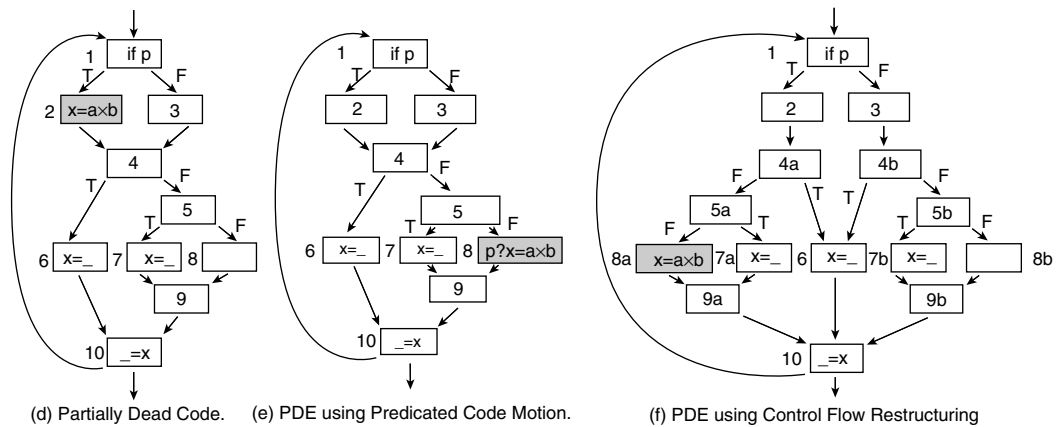 1 if p
T F
2 x=a×b 3
4
T F
5
T F
6 x=_ 7 x=_ 8
9
10 _=x
(d) Partially Dead Code.
1 if p
T F
2 3
4
T F
5
T F
6 x=_ 7 x=_ 8 p?x=a×b
9
10 _=x
(e) PDE using Predicated Code Motion.
1 if p
T F
2 3
4a 4b
F T T F
5a 5b
F T T F
8a x=a×b 7a x=_ 6 x=_ 7b x=_ 8b
9a 9b
10 _=x
(f) PDE using Control Flow Restructuring